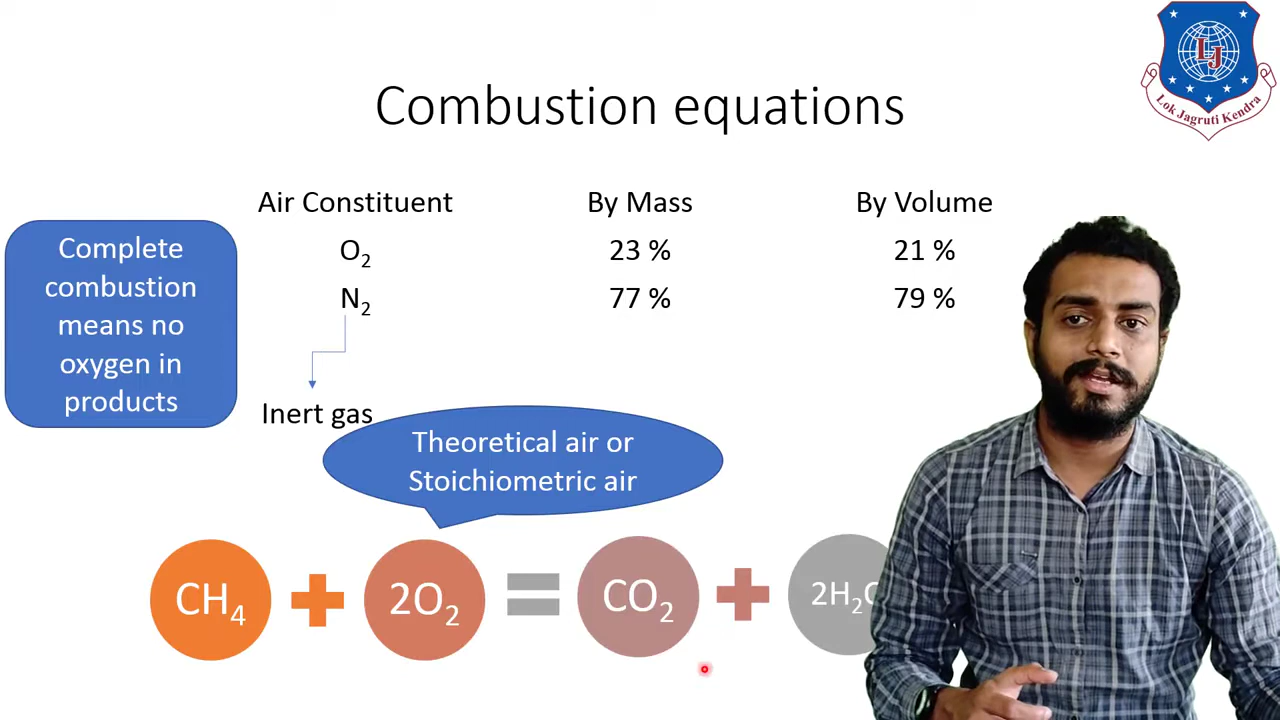 LJ
Lok Jagruti Kendra
Combustion equations
Air Constituent By Mass By Volume
O₂ 23 % 21 %
N₂ 77 % 79 %
Complete
combustion
means no
oxygen in
products
Inert gas
Theoretical air or
Stoichiometric air
CH₄ + 2O₂ = CO₂ + 2H₂O